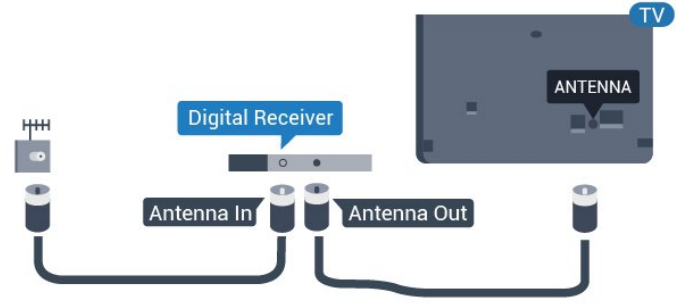 TV
ANTENNA
Digital Receiver
Antenna In
Antenna Out